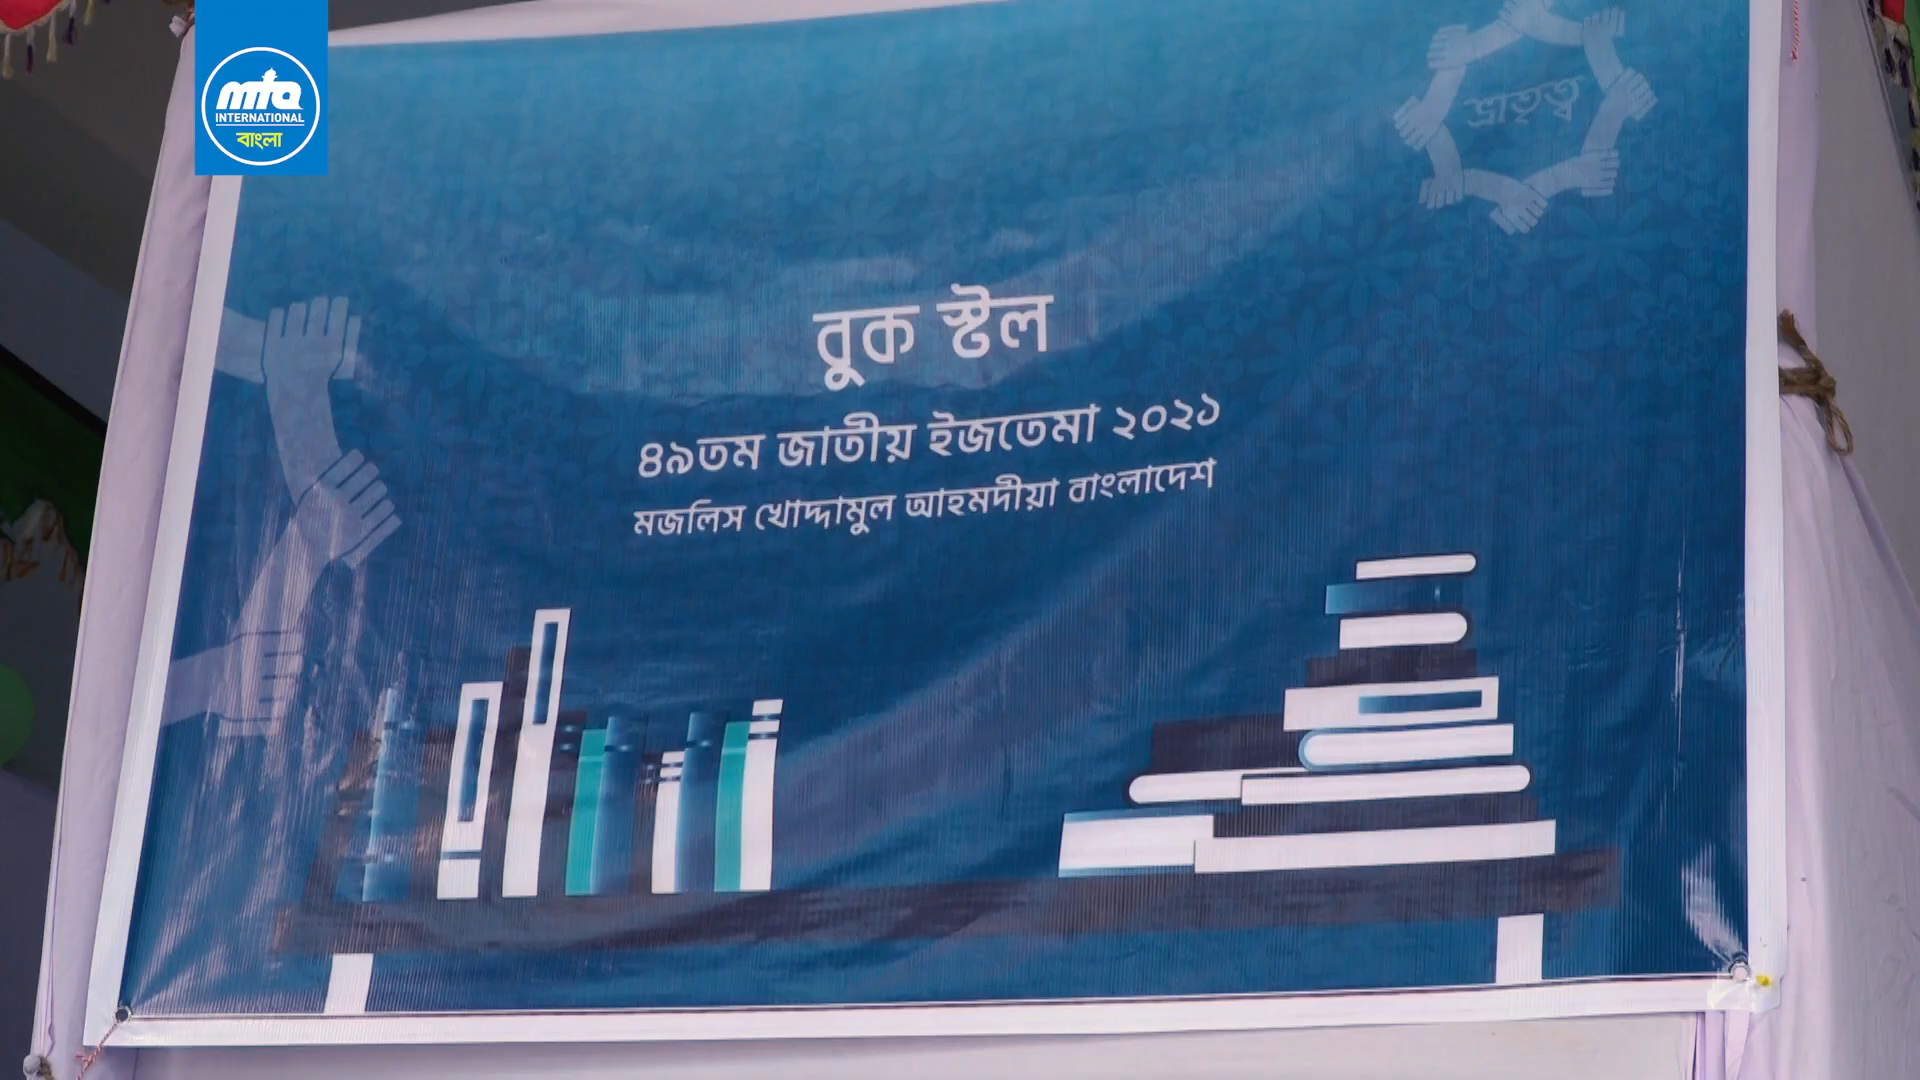 mta
INTERNATIONAL
বাংলা
ভ্রাতৃত্ব
বুক স্টল
৪৯তম জাতীয় ইজতেমা ২০২১
মজলিস খোদ্দামুল আহমদীয়া বাংলাদেশ